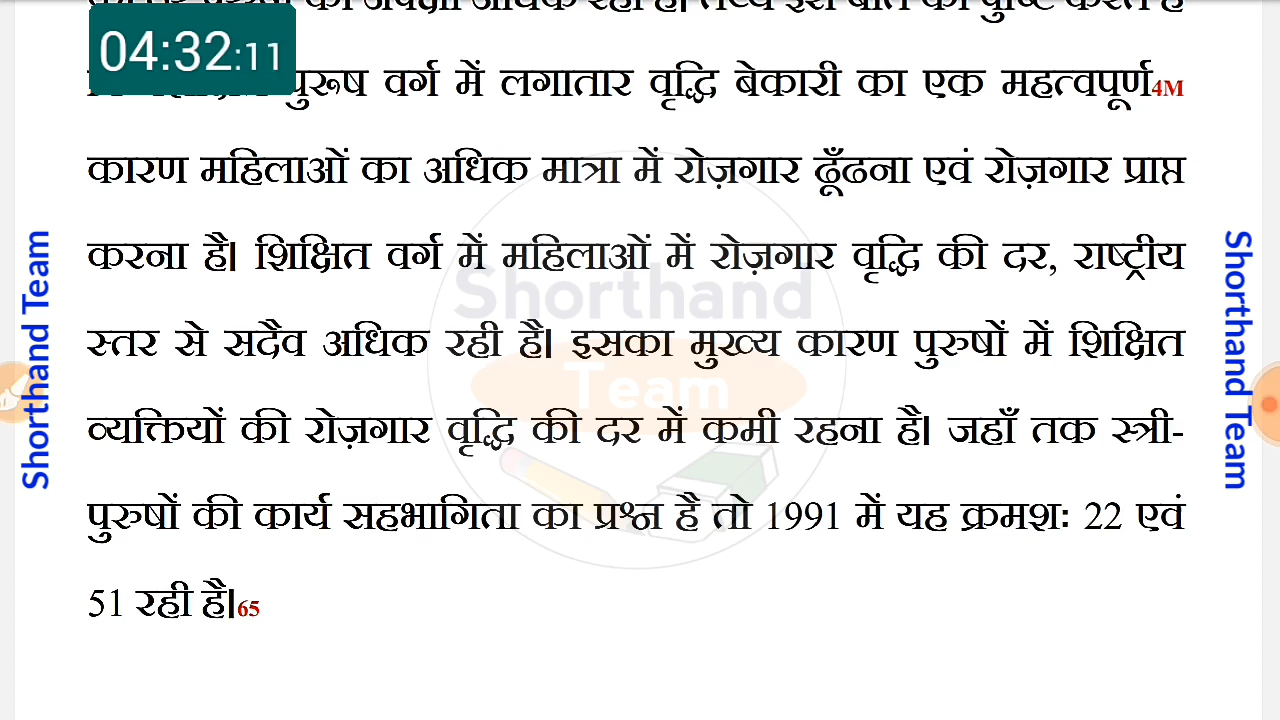 04:32:11
पुरूष वर्ग में लगातार वृद्धि बेकारी का एक महत्वपूर्ण4M
कारण महिलाओं का अधिक मात्रा में रोज़गार ढूँढना एवं रोज़गार प्राप्त
करना है। शिक्षित वर्ग में महिलाओं में रोज़गार वृद्धि की दर, राष्ट्रीय
स्तर से सदैव अधिक रही है। इसका मुख्य कारण पुरुषों में शिक्षित
व्यक्तियों की रोज़गार वृद्धि की दर में कमी रहना है। जहाँ तक स्त्री-
पुरुषों की कार्य सहभागिता का प्रश्न है तो 1991 में यह क्रमशः 22 एवं
51 रही है।65
Shorthand Team
Shorthand Team
Shorthand
Team